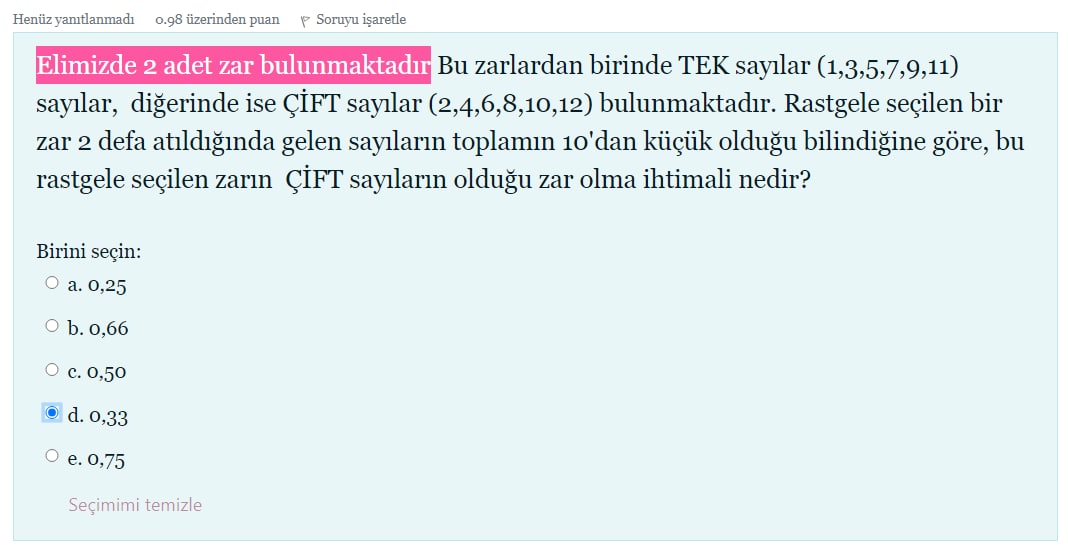 Henüz yanıtlanmadı 0.98 üzerinden puan Soruyu işaretle
Elimizde 2 adet zar bulunmaktadır Bu zarlardan birinde TEK sayılar (1,3,5,7,9,11)
sayılar, diğerinde ise ÇİFT sayılar (2,4,6,8,10,12) bulunmaktadır. Rastgele seçilen bir
zar 2 defa atıldığında gelen sayıların toplamın 10'dan küçük olduğu bilindiğine göre, bu
rastgele seçilen zarın ÇİFT sayıların olduğu zar olma ihtimali nedir?
Birini seçin:
a. 0,25
b. 0,66
c. 0,50
d. 0,33
e. 0,75
Seçimimi temizle